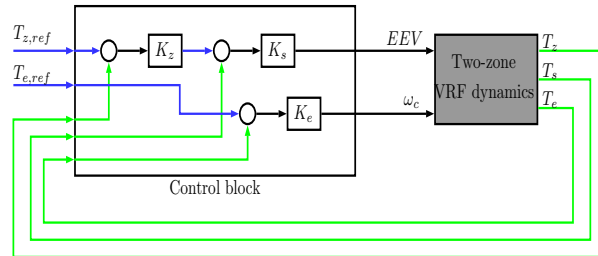 T_{z,ref}
K_z
K_s
EEV
T_{e,ref}
K_e
ω_c
Two-zone
VRF dynamics
T_z
T_s
T_e
Control block